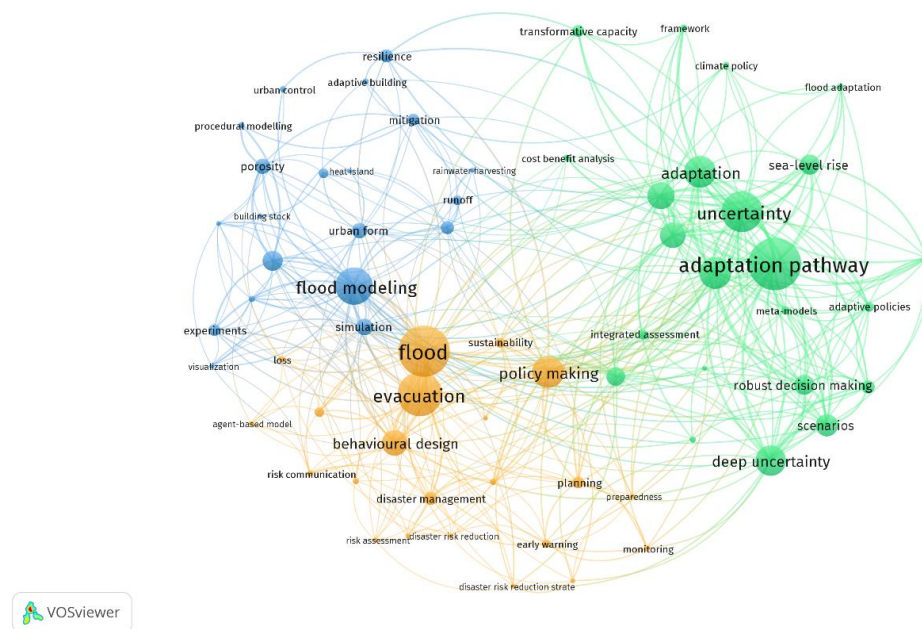 transformative capacity
framework
resilience
climate policy
adaptive building
urban control
flood adaptation
mitigation
procedural modelling
cost benefit analysis
porosity
sea-level rise
heat island
rainwater harvesting
adaptation
runoff
building stock
uncertainty
urban form
adaptation pathway
flood modeling
meta-models
adaptive policies
experiments
simulation
integrated assessment
sustainability
flood
visualization
loss
policy making
robust decision making
evacuation
agent-based model
scenarios
behavioural design
deep uncertainty
risk communication
planning
disaster management
preparedness
risk assessment
disaster risk reduction
early warning
monitoring
disaster risk reduction strate
VOSviewer